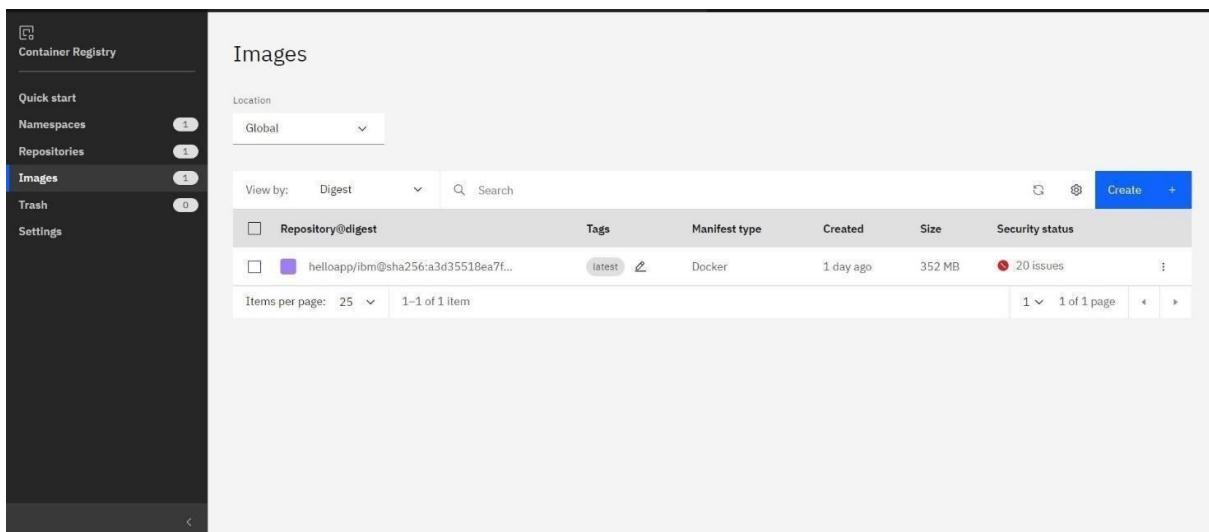 Container Registry
Quick start
Namespaces 1
Repositories 1
Images 1
Trash 0
Settings
Images
Location
Global
View by: Digest Search Create +
Repository@digest Tags Manifest type Created Size Security status
helloapp/ibm@sha256:a3d35518ea7f... latest Docker 1 day ago 352 MB 20 issues
Items per page: 25 1–1 of 1 item 1 1 of 1 page